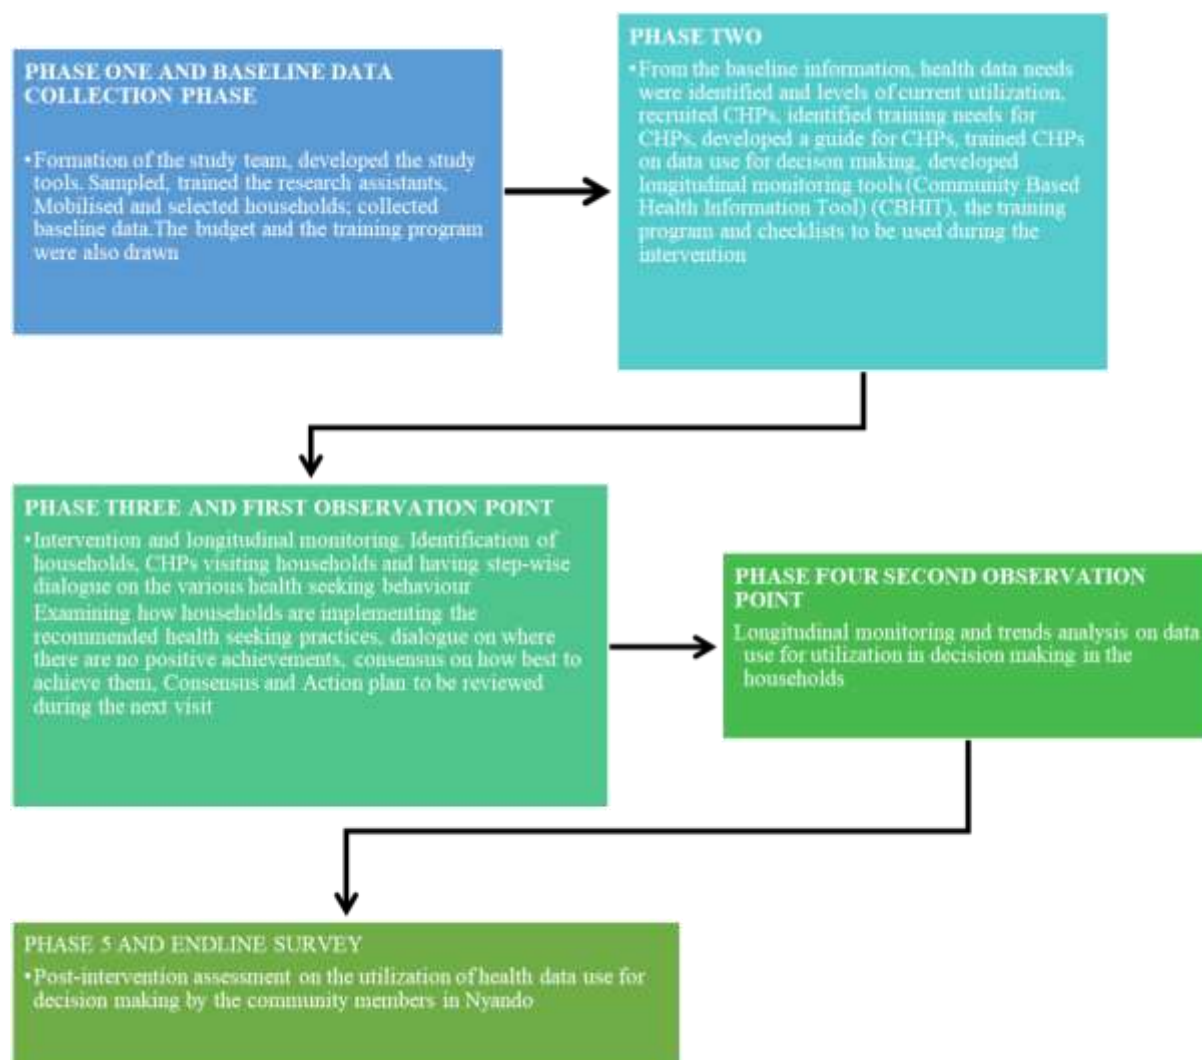 PHASE ONE AND BASELINE DATA
COLLECTION PHASE
•Formation of the study team, developed the study
tools. Sampled, trained the research assistants.
Mobilised and selected households; collected
baseline data.The budget and the training program
were also drawn
PHASE TWO
•From the baseline information, health data needs
were identified and levels of current utilization,
recruited CHPs, identified training needs for
CHPs, developed a guide for CHPs, trained CHPs
on data use for decison making, developed
longitudinal monitoring tools (Community Based
Health Information Tool) (CBHIT), the training
program and checklists to be used during the
intervention
PHASE THREE AND FIRST OBSERVATION POINT
•Intervention and longitudinal monitoring. Identification of
households, CHPs visiting households and having step-wise
dialogue on the various health seeking behaviour
Examining how households are implementing the
recommended health seeking practices, dialogue on where
there are no positive achievements, consensus on how best to
achieve them, Consensus and Action plan to be reviewed
during the next visit
PHASE FOUR SECOND OBSERVATION
POINT
Longitudinal monitoring and trends analysis on data
use for utilization in decision making in the
households
PHASE 5 AND ENDLINE SURVEY
•Post-intervention assessment on the utilization of health data use for
decision making by the community members in Nyando